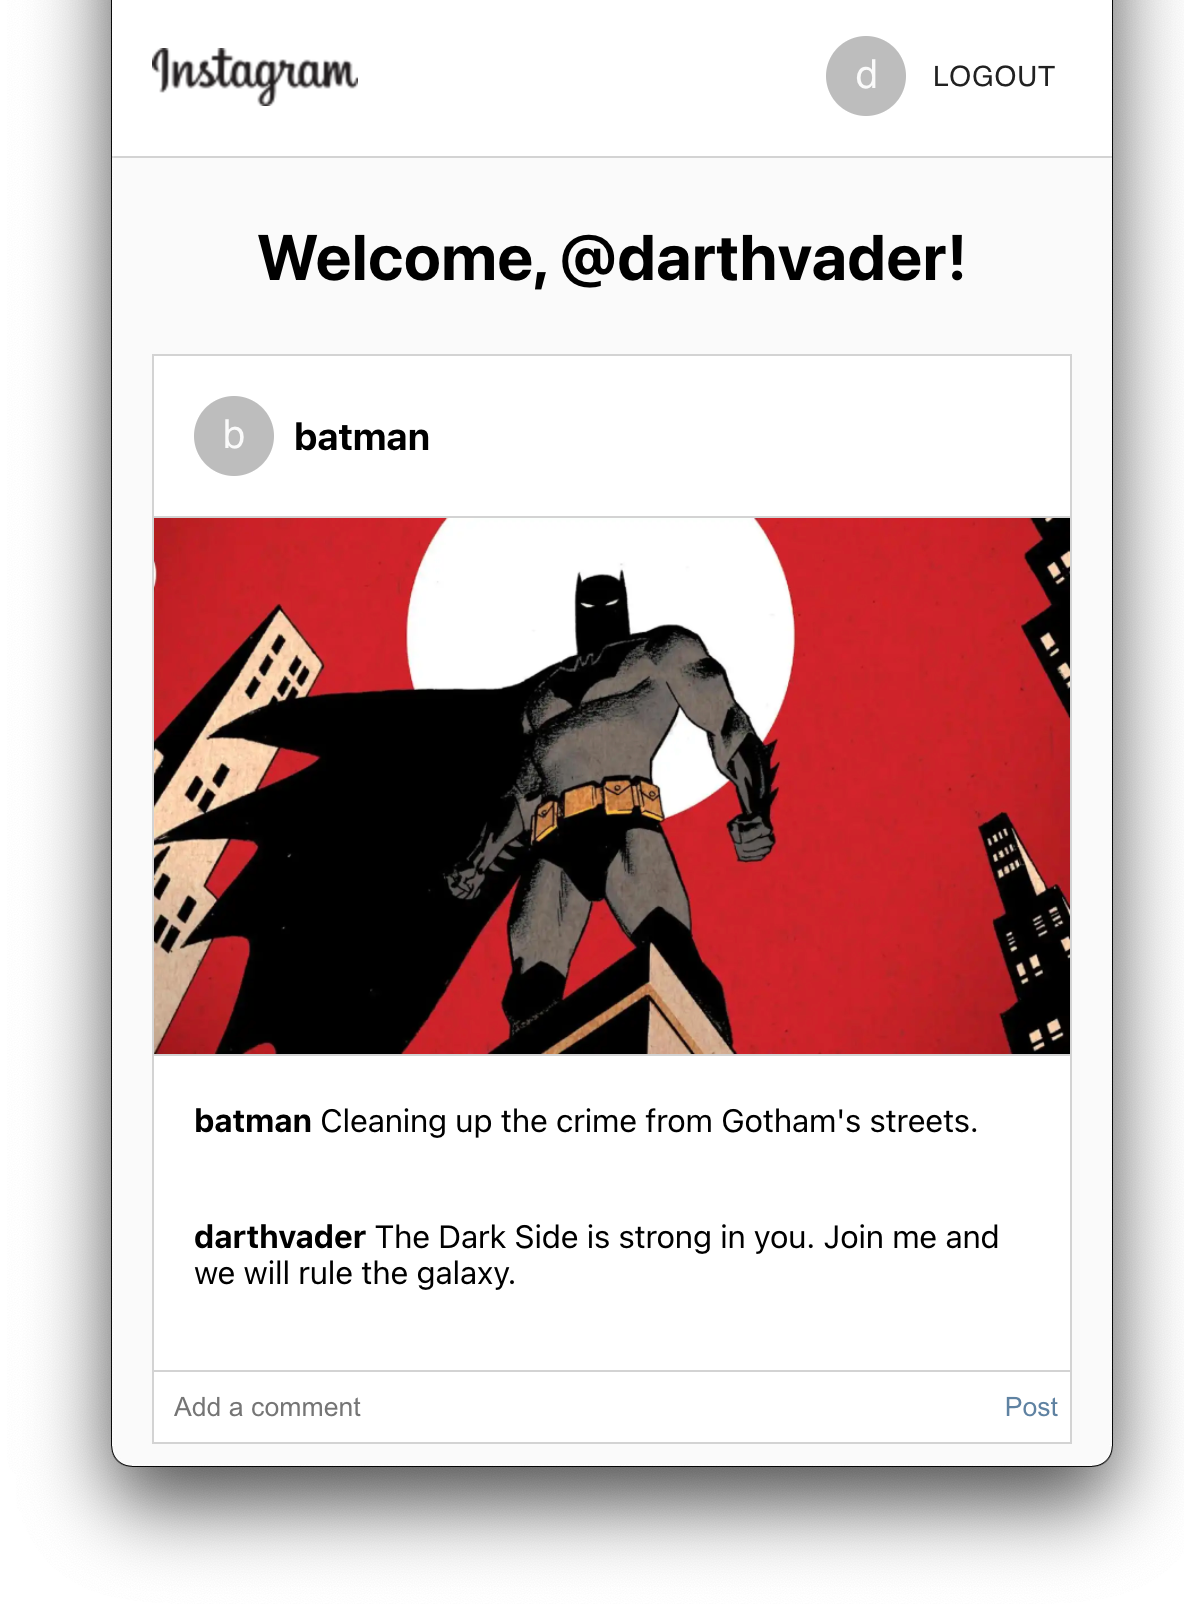 Instagram
d LOGOUT
Welcome, @darthvader!
b batman
batman Cleaning up the crime from Gotham's streets.
darthvader The Dark Side is strong in you. Join me and
we will rule the galaxy.
Add a comment Post